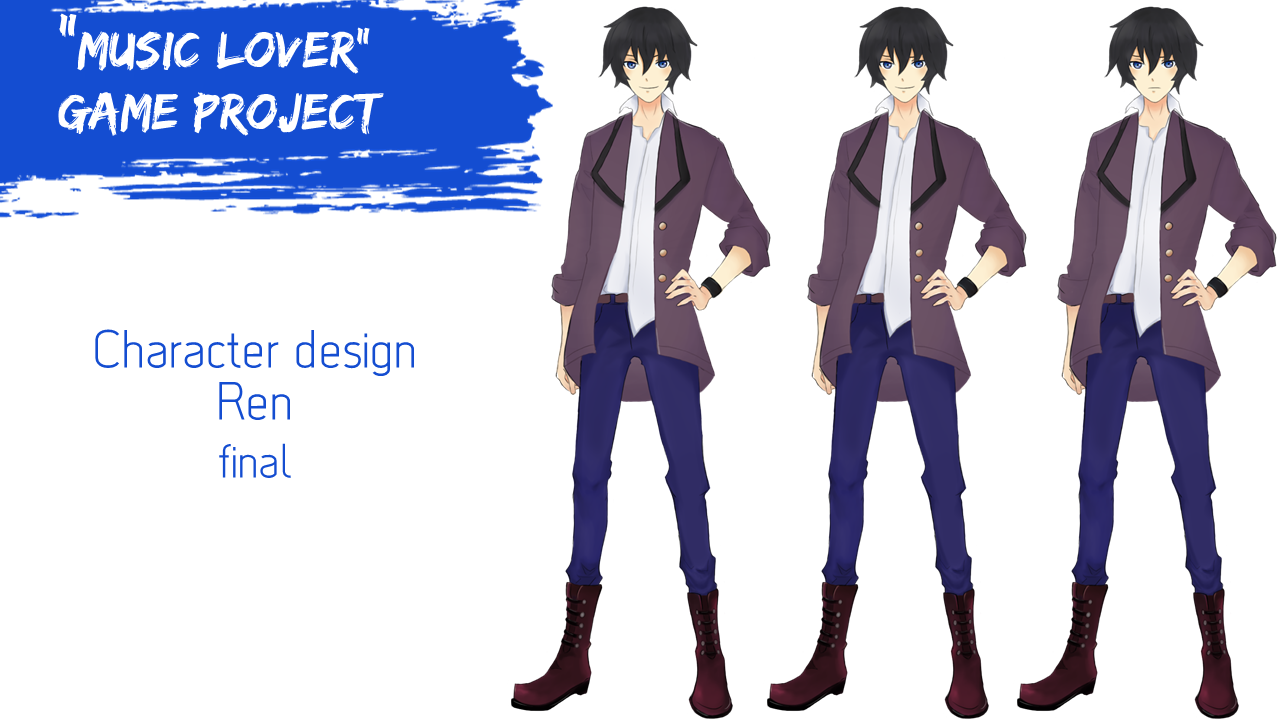 "MUSIC LOVER"
GAME PROJECT
Character design
Ren
final